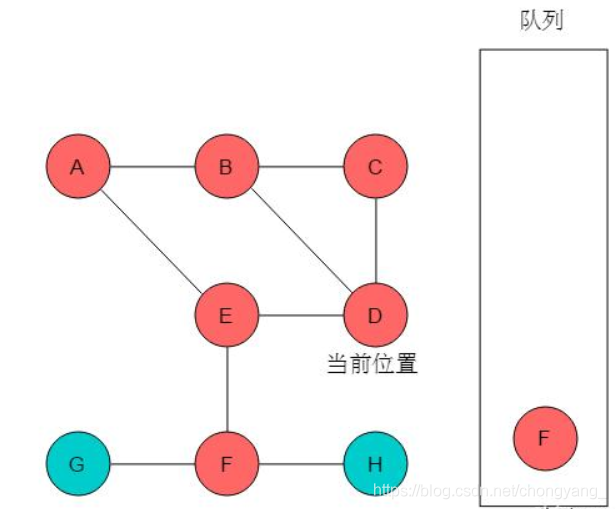 队列
A B C
E D
当前位置
F
G F H
https://blog.csdn.net/chongyang_